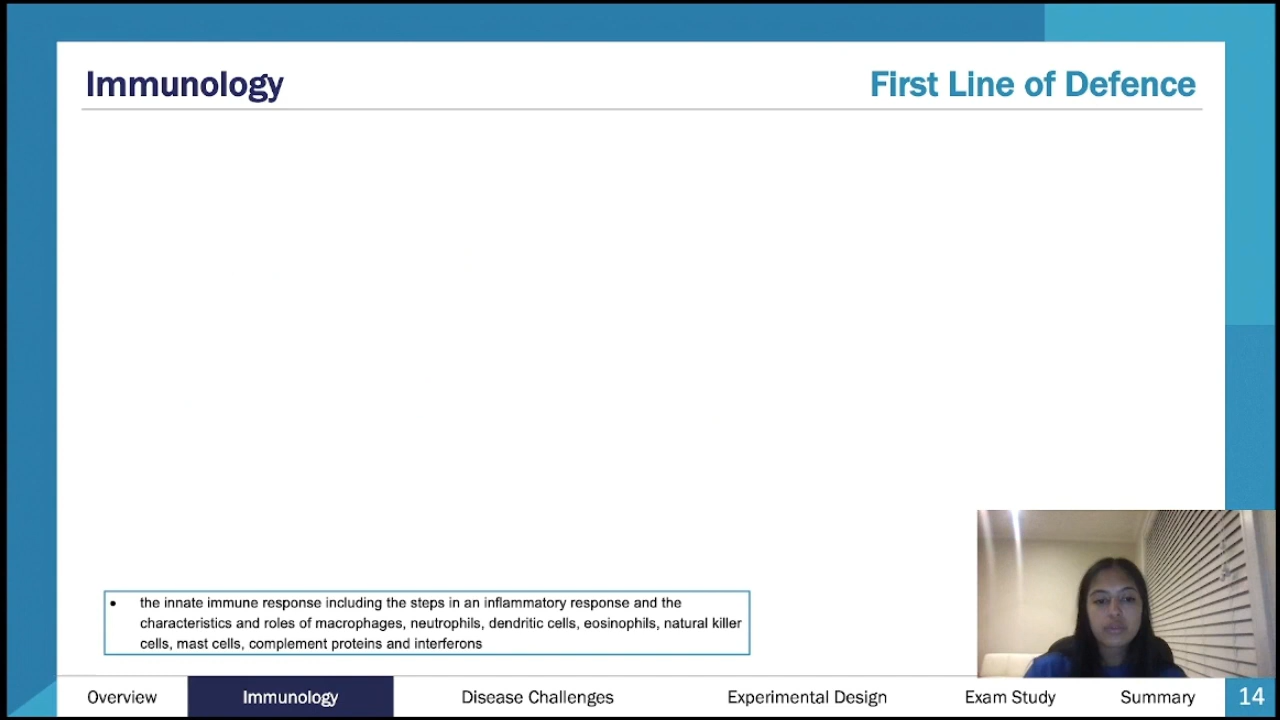 Immunology
First Line of Defence
• the innate immune response including the steps in an inflammatory response and the
characteristics and roles of macrophages, neutrophils, dendritic cells, eosinophils, natural killer
cells, mast cells, complement proteins and interferons
Overview
Immunology
Disease Challenges
Experimental Design
Exam Study
Summary
14